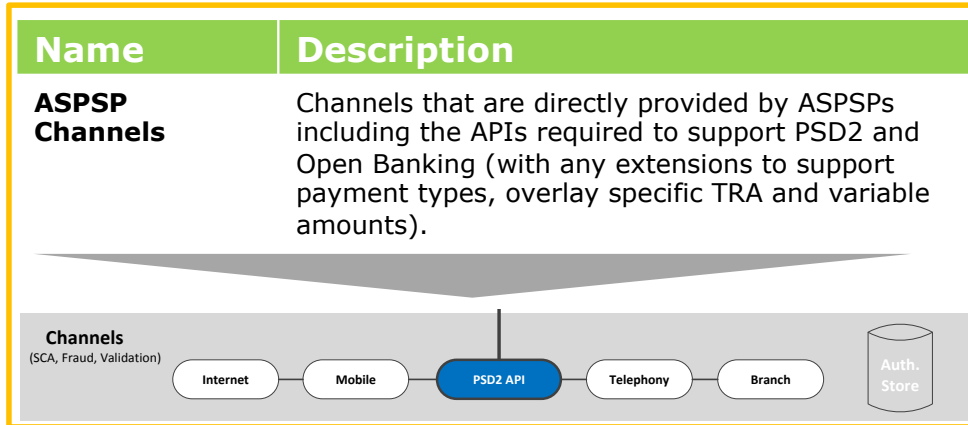 Name Description
ASPSP Channels that are directly provided by ASPSPs
Channels including the APIs required to support PSD2 and
Open Banking (with any extensions to support
payment types, overlay specific TRA and variable
amounts).
Channels
(SCA, Fraud, Validation)
Internet Mobile PSD2 API Telephony Branch
Auth.
Store